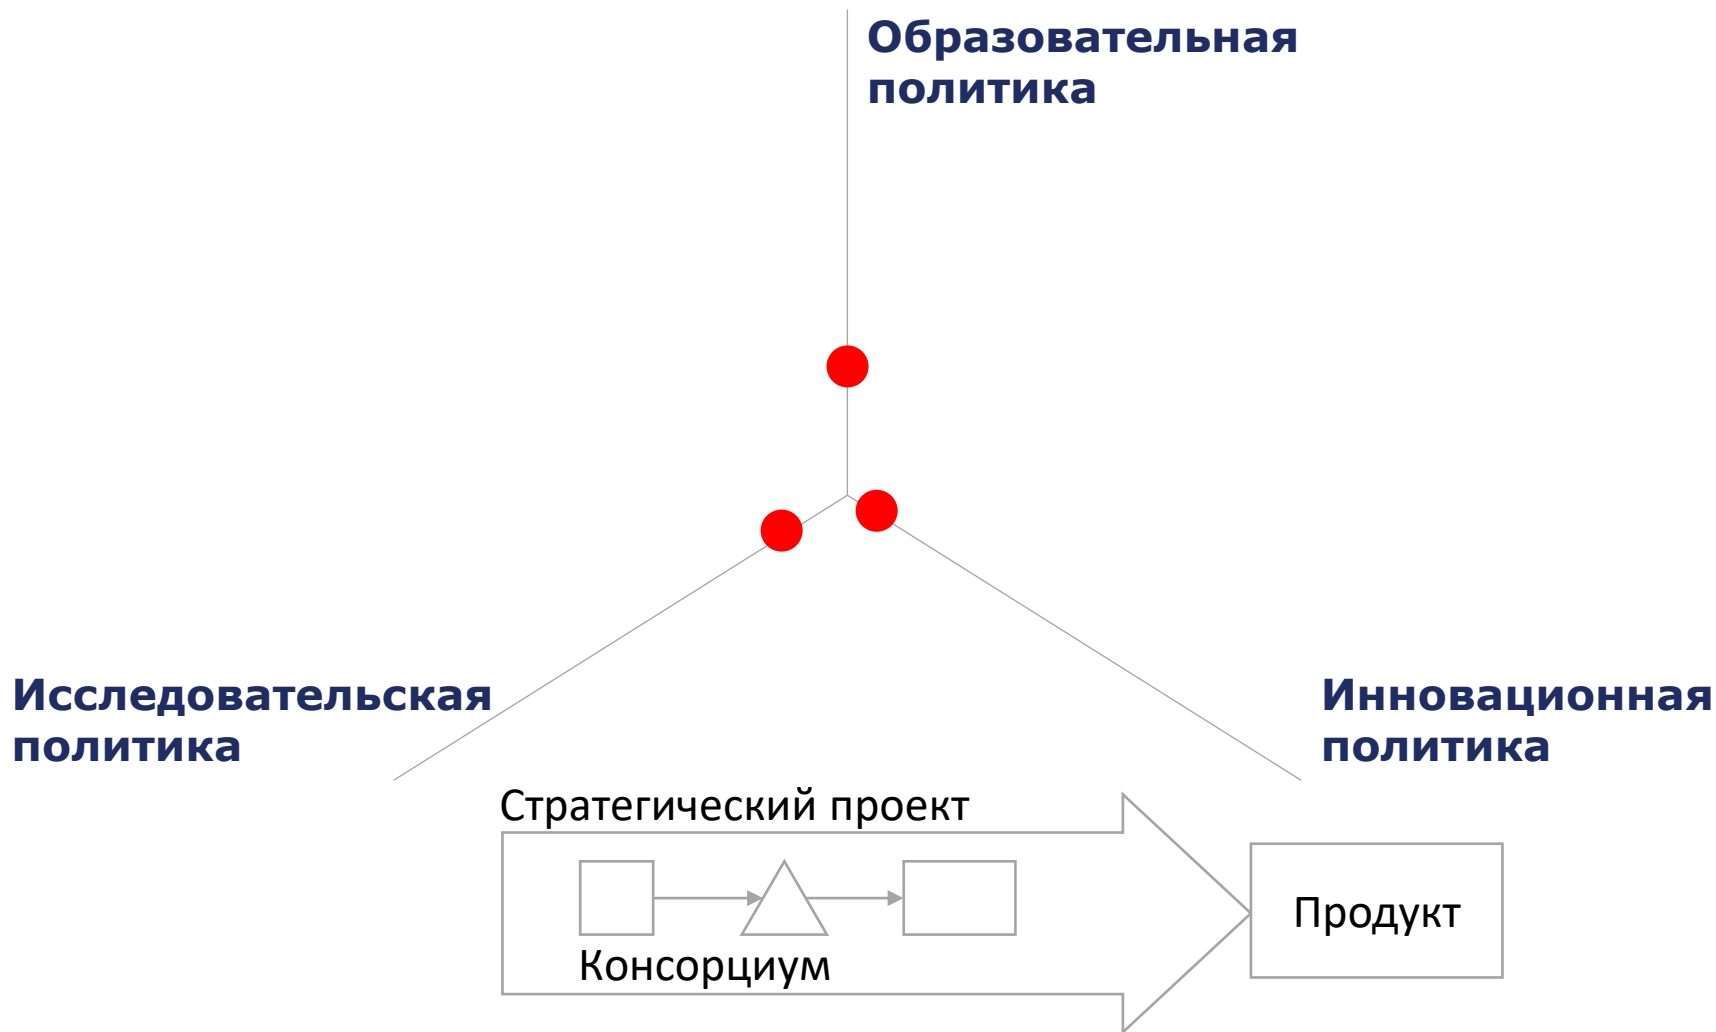 Образовательная
политика
Исследовательская
политика
Инновационная
политика
Стратегический проект
Консорциум
Продукт